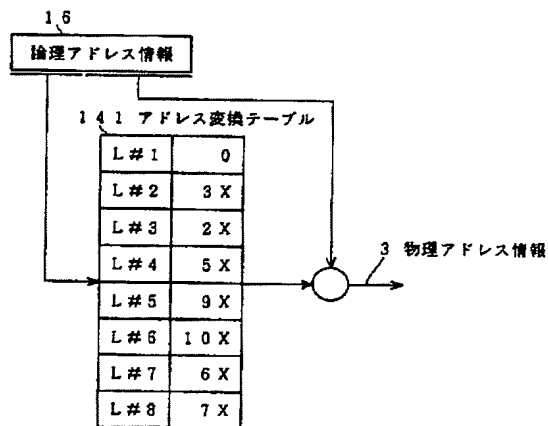 16
論理アドレス情報
141 アドレス変換テーブル
L#1 0
L#2 3X
L#3 2X
L#4 5X
L#5 9X
L#6 10X
L#7 6X
L#8 7X
3 物理アドレス情報